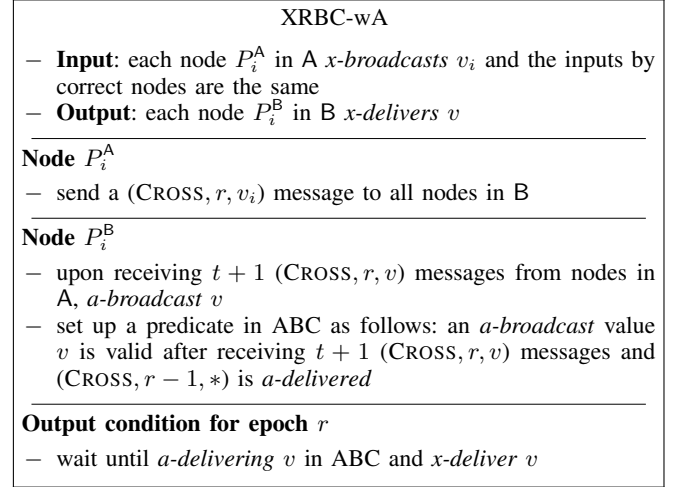 XRBC-wA
– Input: each node P_i^A in A x-broadcasts v_i and the inputs by
correct nodes are the same
– Output: each node P_i^B in B x-delivers v
Node P_i^A
– send a (CROSS, r, v_i) message to all nodes in B
Node P_i^B
– upon receiving t + 1 (CROSS, r, v) messages from nodes in
A, a-broadcast v
– set up a predicate in ABC as follows: an a-broadcast value
v is valid after receiving t + 1 (CROSS, r, v) messages and
(CROSS, r − 1, *) is a-delivered
Output condition for epoch r
– wait until a-delivering v in ABC and x-deliver v